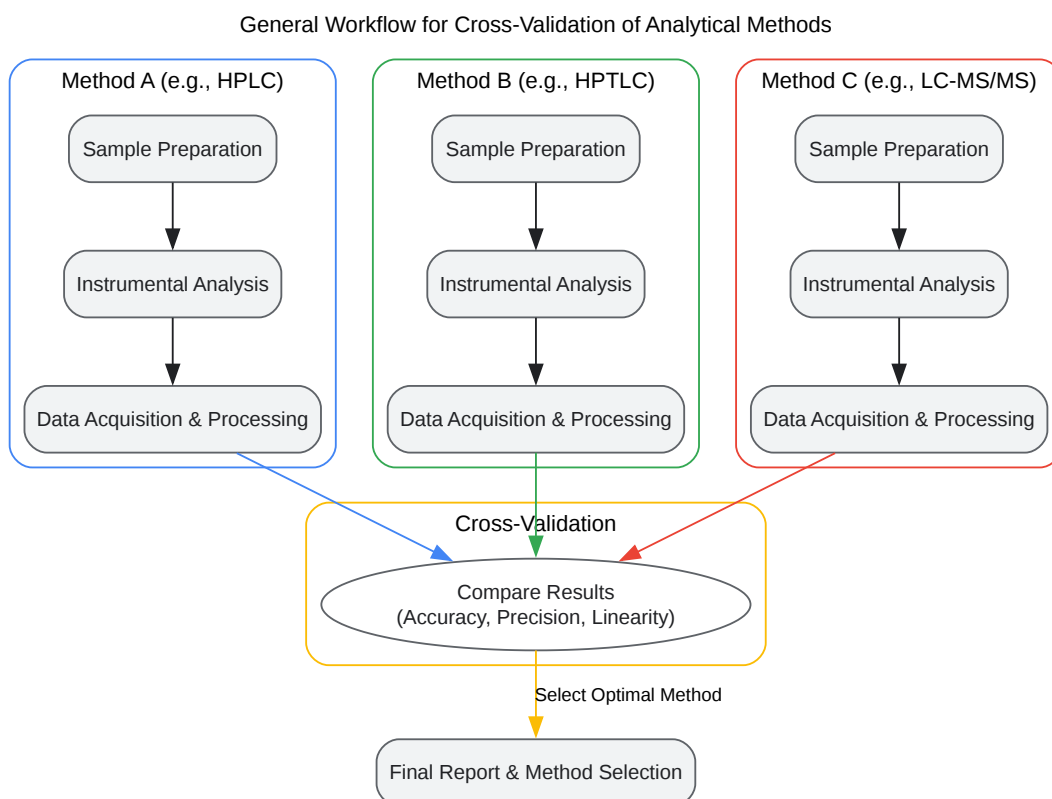 General Workflow for Cross-Validation of Analytical Methods
Method A (e.g., HPLC)
Sample Preparation
Instrumental Analysis
Data Acquisition & Processing
Method B (e.g., HPTLC)
Sample Preparation
Instrumental Analysis
Data Acquisition & Processing
Method C (e.g., LC-MS/MS)
Sample Preparation
Instrumental Analysis
Data Acquisition & Processing
Cross-Validation
Compare Results
(Accuracy, Precision, Linearity)
Select Optimal Method
Final Report & Method Selection